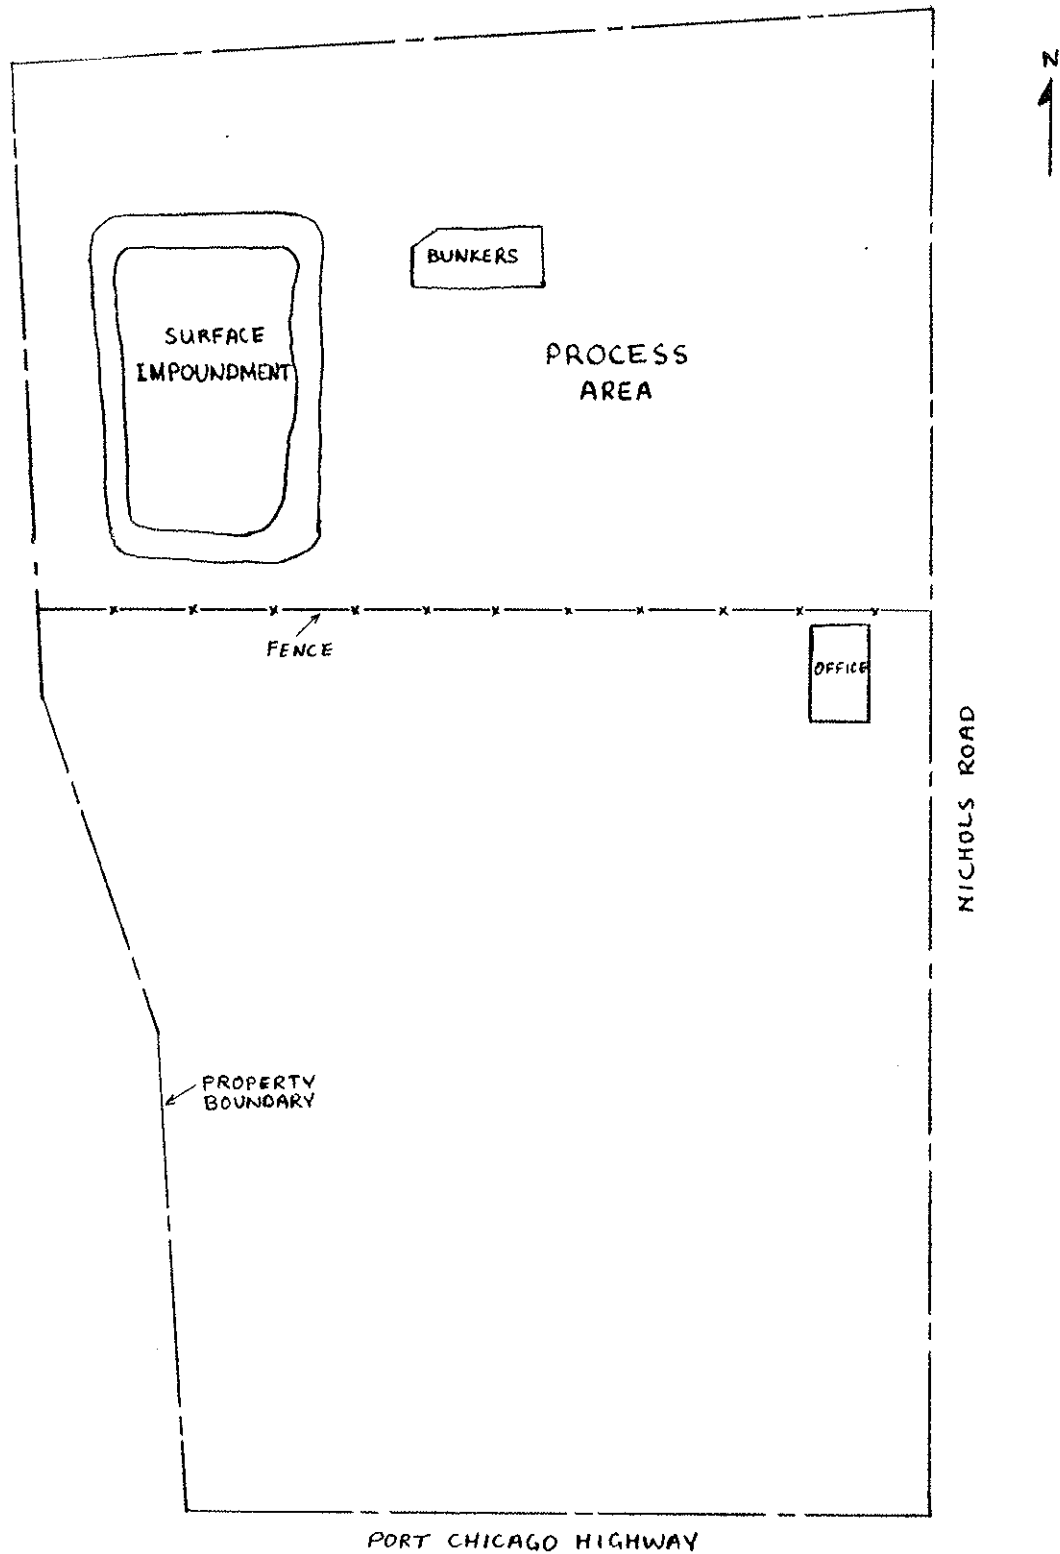 N
BUNKERS
SURFACE
IMPOUNDMENT
PROCESS
AREA
FENCE
OFFICE
NICHOLS ROAD
PROPERTY
BOUNDARY
PORT CHICAGO HIGHWAY